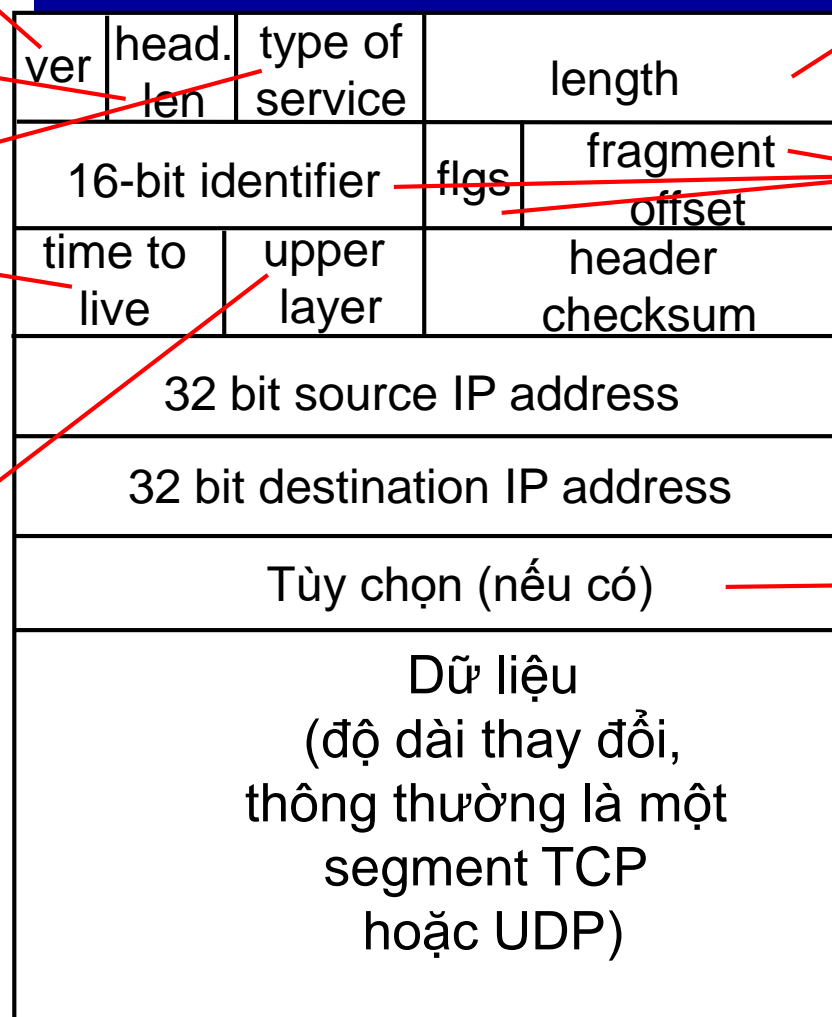 ver
head.
len
type of
service
length
16-bit identifier
flgs
fragment
offset
time to
live
upper
layer
header
checksum
32 bit source IP address
32 bit destination IP address
Tùy chọn (nếu có)
Dữ liệu
(độ dài thay đổi,
thông thường là một
segment TCP
hoặc UDP)